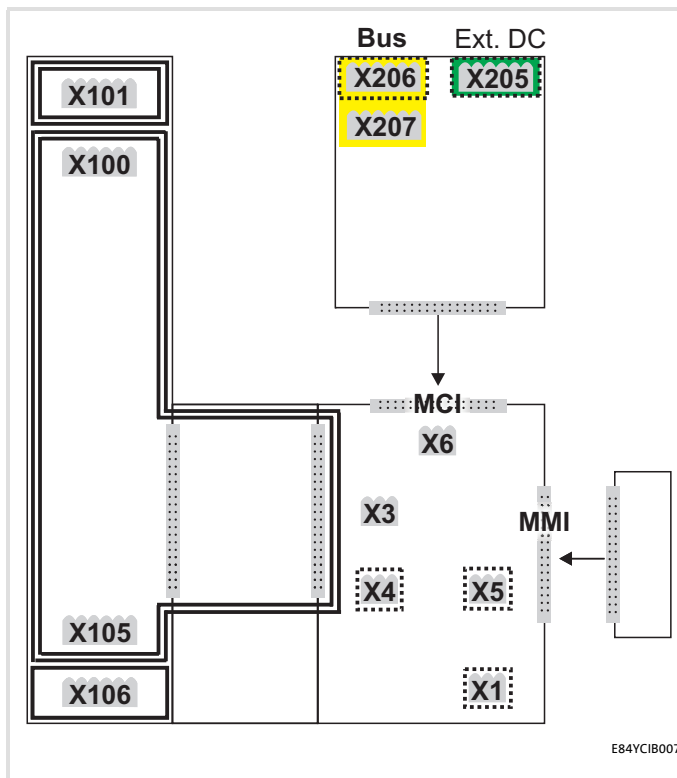 Bus Ext. DC
X101 X206 X205
X207
X100
MCI
X6
X3 MMI
X4 X5
X105
X106 X1
E84YCIB007